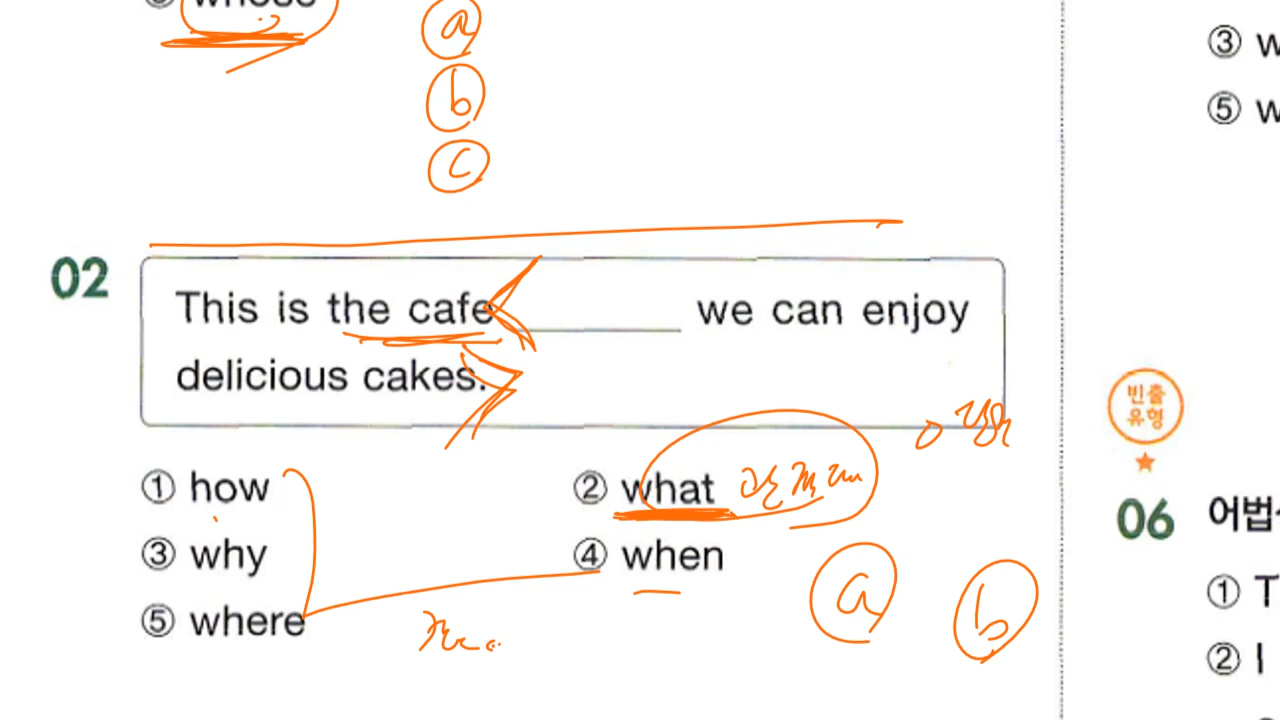 whose
ⓐ
ⓑ
ⓒ
③ w
⑤ w
02
This is the cafe ________ we can enjoy
delicious cakes.
① how
② what
③ why
④ when
⑤ where
ⓐ ⓑ
빈출
유형
06 어법
① T
② I